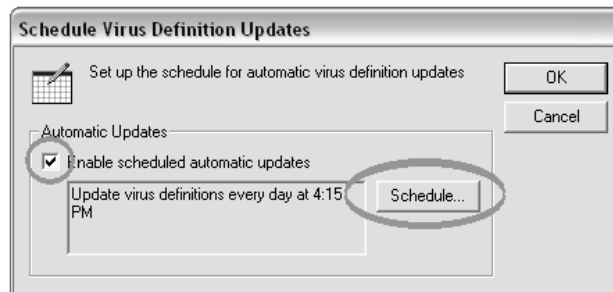 Schedule Virus Definition Updates
Set up the schedule for automatic virus definition updates
OK
Cancel
Automatic Updates
Enable scheduled automatic updates
Update virus definitions every day at 4:15
PM
Schedule...